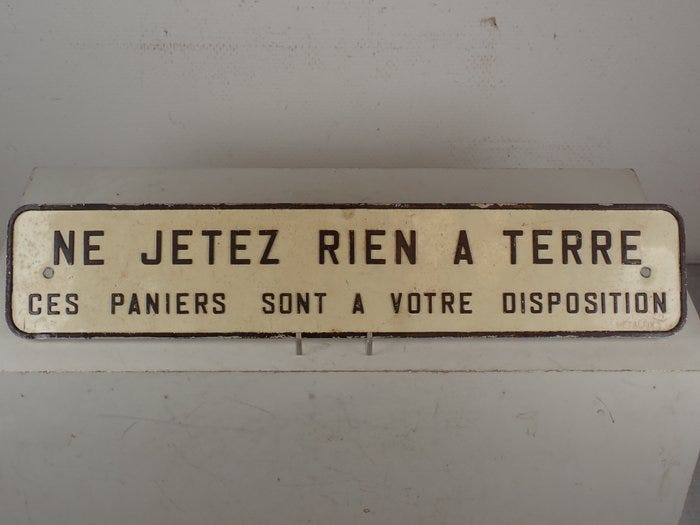 NE JETEZ RIEN A TERRE
CES PANIERS SONT A VOTRE DISPOSITION